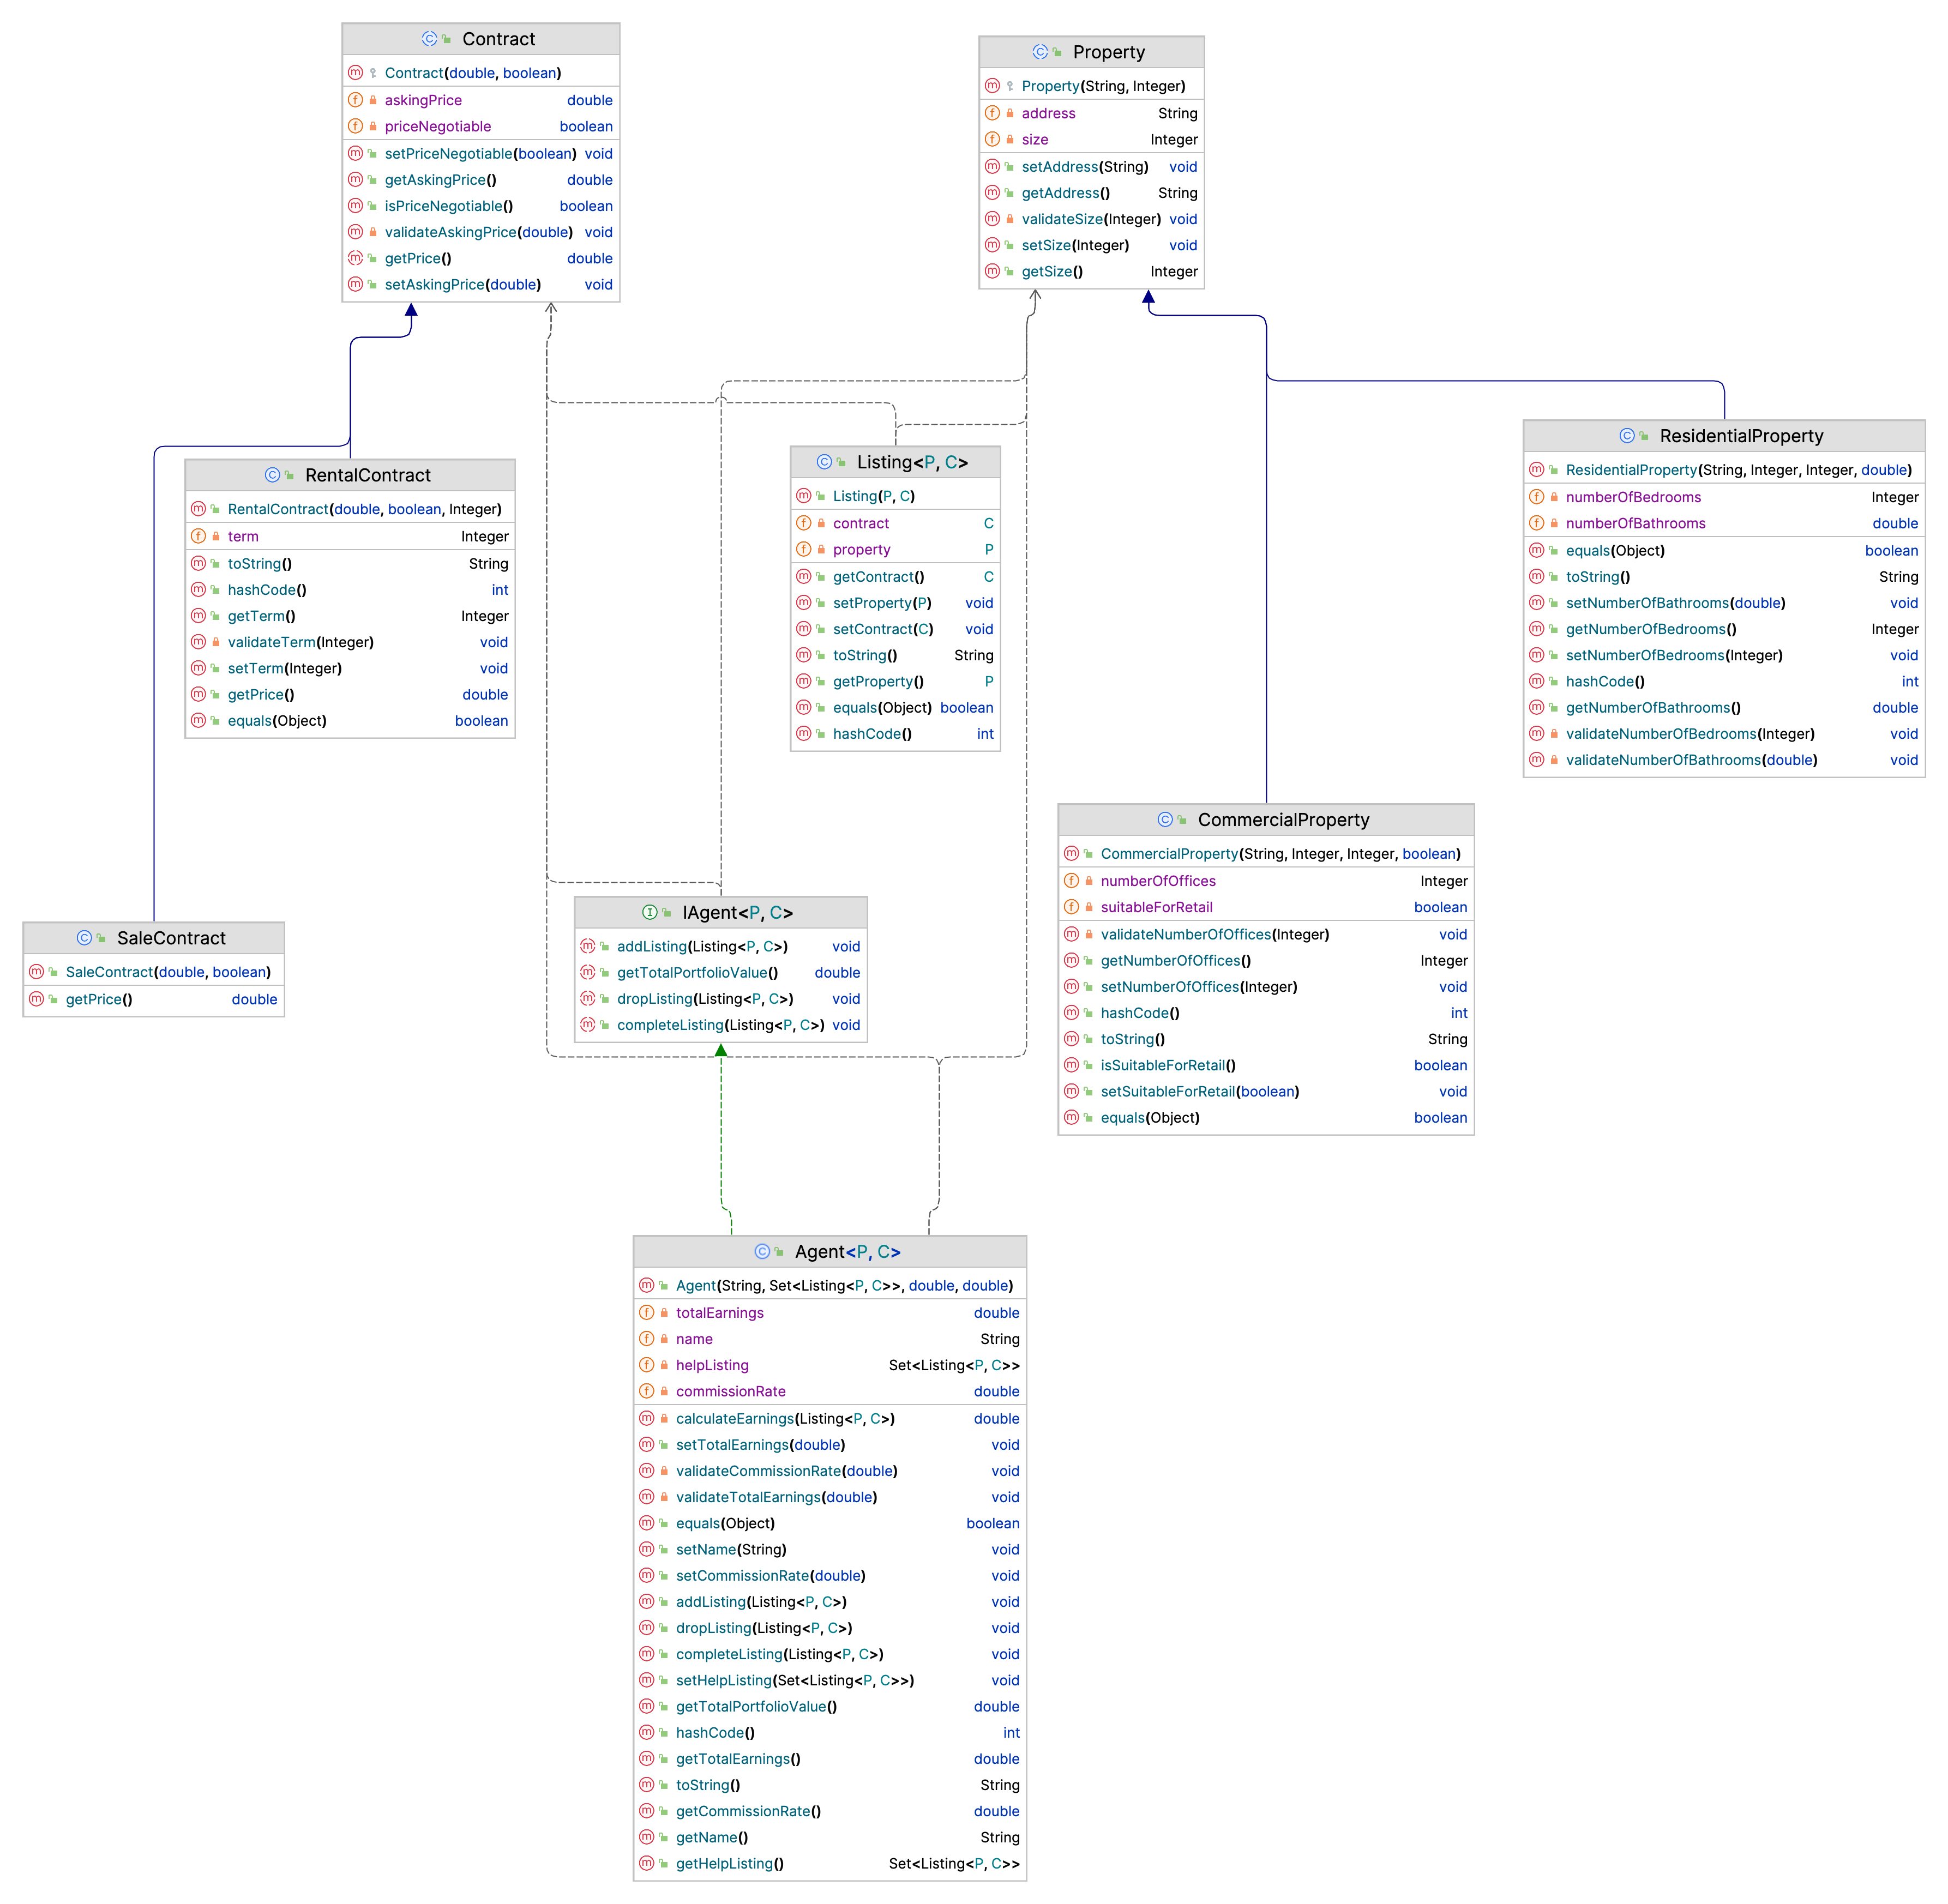 Contract
Contract(double, boolean)
askingPrice double
priceNegotiable boolean
setPriceNegotiable(boolean) void
getAskingPrice() double
isPriceNegotiable() boolean
validateAskingPrice(double) void
getPrice() double
setAskingPrice(double) void
Property
Property(String, Integer)
address String
size Integer
setAddress(String) void
getAddress() String
validateSize(Integer) void
setSize(Integer) void
getSize() Integer
RentalContract
RentalContract(double, boolean, Integer)
term Integer
toString() String
hashCode() int
getTerm() Integer
validateTerm(Integer) void
setTerm(Integer) void
getPrice() double
equals(Object) boolean
Listing<P, C>
Listing(P, C)
contract C
property P
getContract() C
setProperty(P) void
setContract(C) void
toString() String
getProperty() P
equals(Object) boolean
hashCode() int
ResidentialProperty
ResidentialProperty(String, Integer, Integer, double)
numberOfBedrooms Integer
numberOfBathrooms double
equals(Object) boolean
toString() String
setNumberOfBathrooms(double) void
getNumberOfBedrooms() Integer
setNumberOfBedrooms(Integer) void
hashCode() int
getNumberOfBathrooms() double
validateNumberOfBedrooms(Integer) void
validateNumberOfBathrooms(double) void
CommercialProperty
CommercialProperty(String, Integer, Integer, boolean)
numberOfOffices Integer
suitableForRetail boolean
validateNumberOfOffices(Integer) void
getNumberOfOffices() Integer
setNumberOfOffices(Integer) void
hashCode() int
toString() String
isSuitableForRetail() boolean
setSuitableForRetail(boolean) void
equals(Object) boolean
SaleContract
SaleContract(double, boolean)
getPrice() double
IAgent<P, C>
addListing(Listing<P, C>) void
getTotalPortfolioValue() double
dropListing(Listing<P, C>) void
completeListing(Listing<P, C>) void
Agent<P, C>
Agent(String, Set<Listing<P, C>>, double, double)
totalEarnings double
name String
helpListing Set<Listing<P, C>>
commissionRate double
calculateEarnings(Listing<P, C>) double
setTotalEarnings(double) void
validateCommissionRate(double) void
validateTotalEarnings(double) void
equals(Object) boolean
setName(String) void
setCommissionRate(double) void
addListing(Listing<P, C>) void
dropListing(Listing<P, C>) void
completeListing(Listing<P, C>) void
setHelpListing(Set<Listing<P, C>>) void
getTotalPortfolioValue() double
hashCode() int
getTotalEarnings() double
toString() String
getCommissionRate() double
getName() String
getHelpListing() Set<Listing<P, C>>